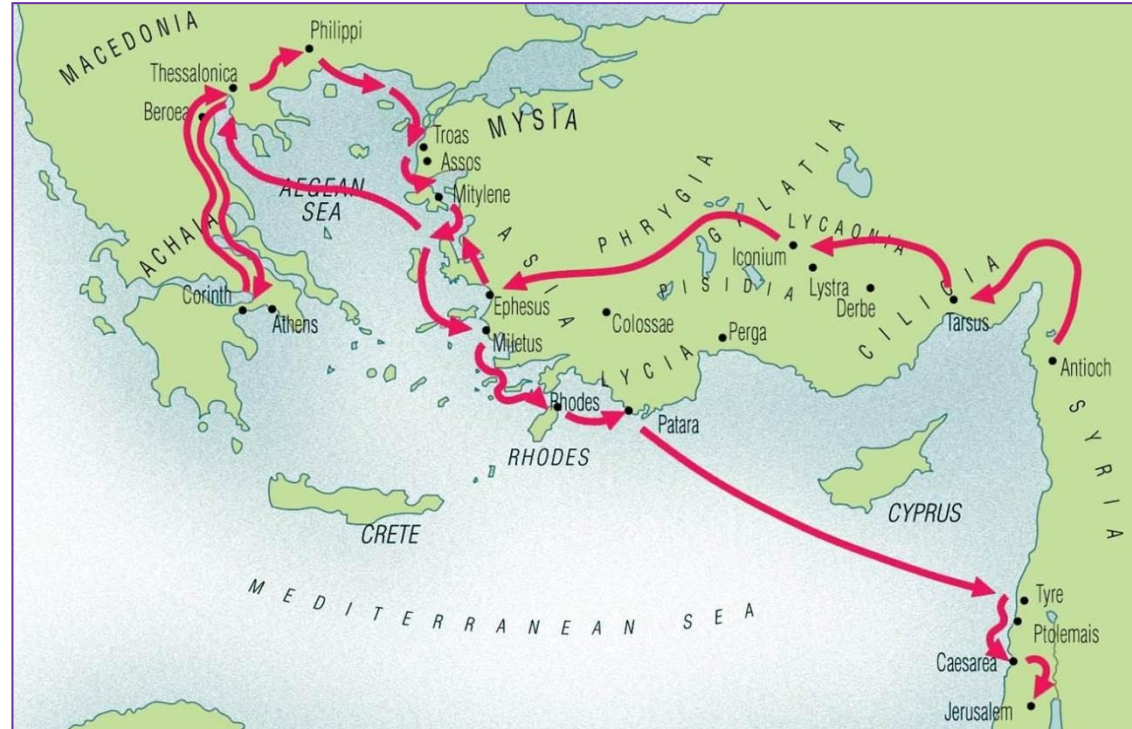 MACEDONIA
Philippi
Thessalonica
Beroea
MYSIA
Troas
Assos
Mitylene
AEGEAN
SEA
ACHAIA
ASIA
PHRYGIA
GALATIA
LYCAONIA
Iconium
Lystra
Derbe
PISIDIA
CILICIA
Tarsus
Antioch
SYRIA
Corinth
Athens
Ephesus
Miletus
Colossae
Perga
LYCIA
Rhodes
Patara
RHODES
CRETE
CYPRUS
MEDITERRANEAN SEA
Tyre
Ptolemais
Caesarea
Jerusalem